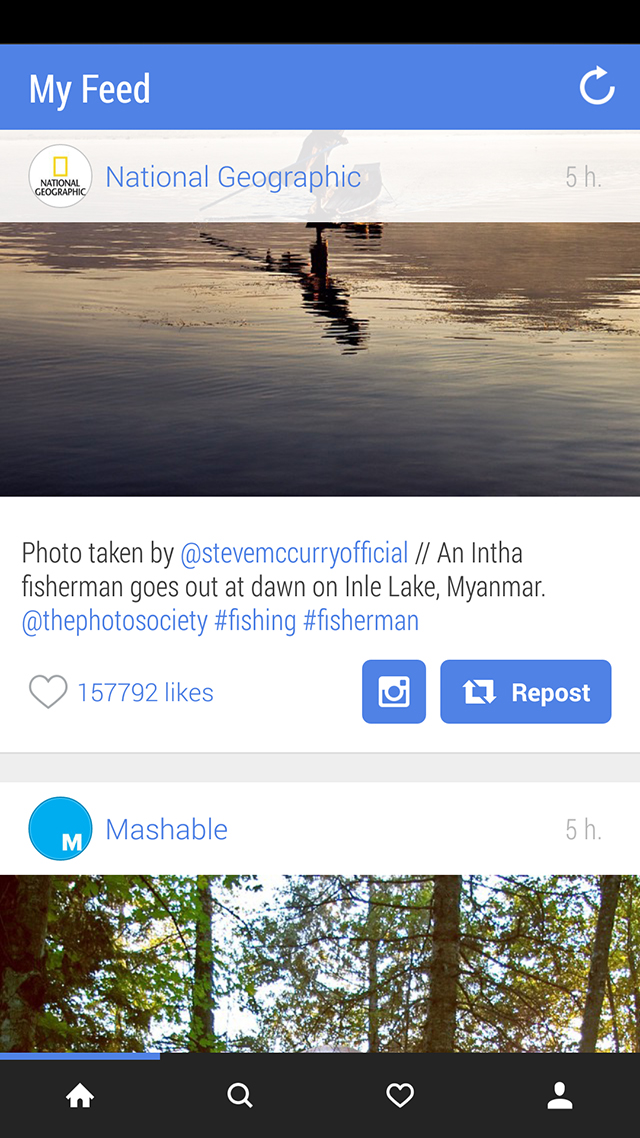 My Feed
NATIONAL
GEOGRAPHIC
National Geographic
5 h.
Photo taken by @stevemccurryofficial // An Intha
fisherman goes out at dawn on Inle Lake, Myanmar.
@thephotosociety #fishing #fisherman
157792 likes
Repost
M
Mashable
5 h.